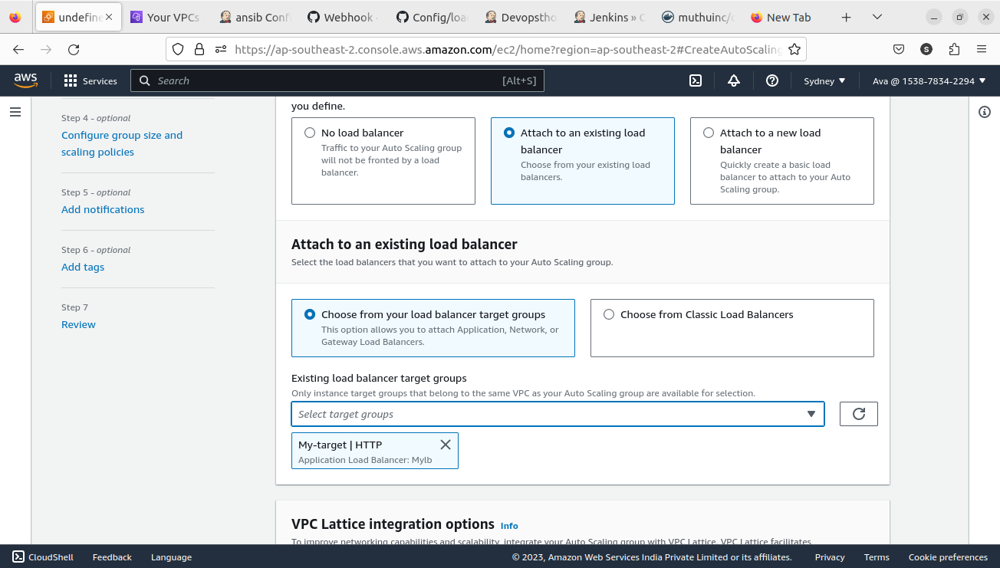 undefine
Your VPCs
ansib Conf
Webhook
Config/loa
Devopstho
Jenkins » C
muthuinc/
New Tab
https://ap-southeast-2.console.aws.amazon.com/ec2/home?region=ap-southeast-2#CreateAutoScaling
S
aws
Services
Search
[Alt+S]
Sydney
Ava @ 1538-7834-2294
Step 4 - optional
Configure group size and
scaling policies
Step 5 - optional
Add notifications
Step 6 - optional
Add tags
Step 7
Review
you define.
No load balancer
Traffic to your Auto Scaling group
will not be fronted by a load
balancer.
Attach to an existing load
balancer
Choose from your existing load
balancers.
Attach to a new load
balancer
Quickly create a basic load
balancer to attach to your Auto
Scaling group.
Attach to an existing load balancer
Select the load balancers that you want to attach to your Auto Scaling group.
Choose from your load balancer target groups
This option allows you to attach Application, Network, or
Gateway Load Balancers.
Choose from Classic Load Balancers
Existing load balancer target groups
Only instance target groups that belong to the same VPC as your Auto Scaling group are available for selection.
Select target groups
My-target | HTTP
Application Load Balancer: Mylb
VPC Lattice integration options Info
To improve networking capabilities and scalability, integrate your Auto Scaling group with VPC Lattice. VPC Lattice facilitates
CloudShell
Feedback
Language
© 2023, Amazon Web Services India Private Limited or its affiliates.
Privacy
Terms
Cookie preferences